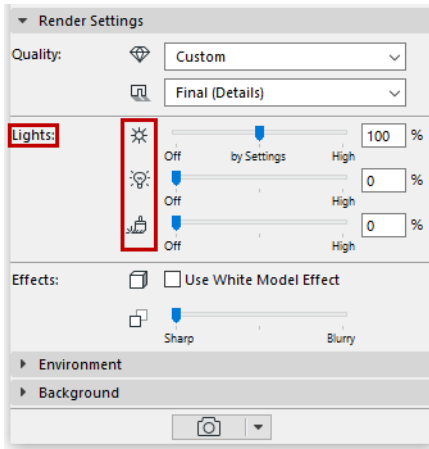 Render Settings
Quality: Custom
Final (Details)
Lights: 100 %
Off by Settings High
0 %
Off High
0 %
Off High
Effects: Use White Model Effect
Sharp Blurry
Environment
Background